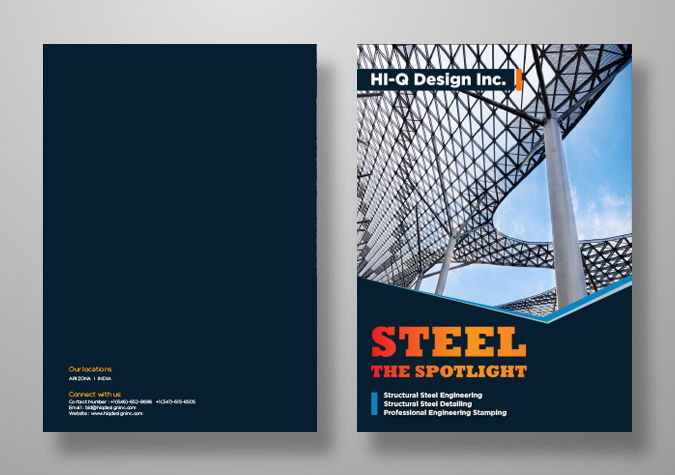 Our locations
ARIZONA | INDIA
Connect with us:
Contact Number : +1(646)-652-9696 +1(347)-615-6505
Email : bid@hiqdesigninc.com
Website : www.hiqdesigninc.com
HI-Q Design Inc.
STEEL
THE SPOTLIGHT
Structural Steel Engineering
Structural Steel Detailing
Professional Engineering Stamping